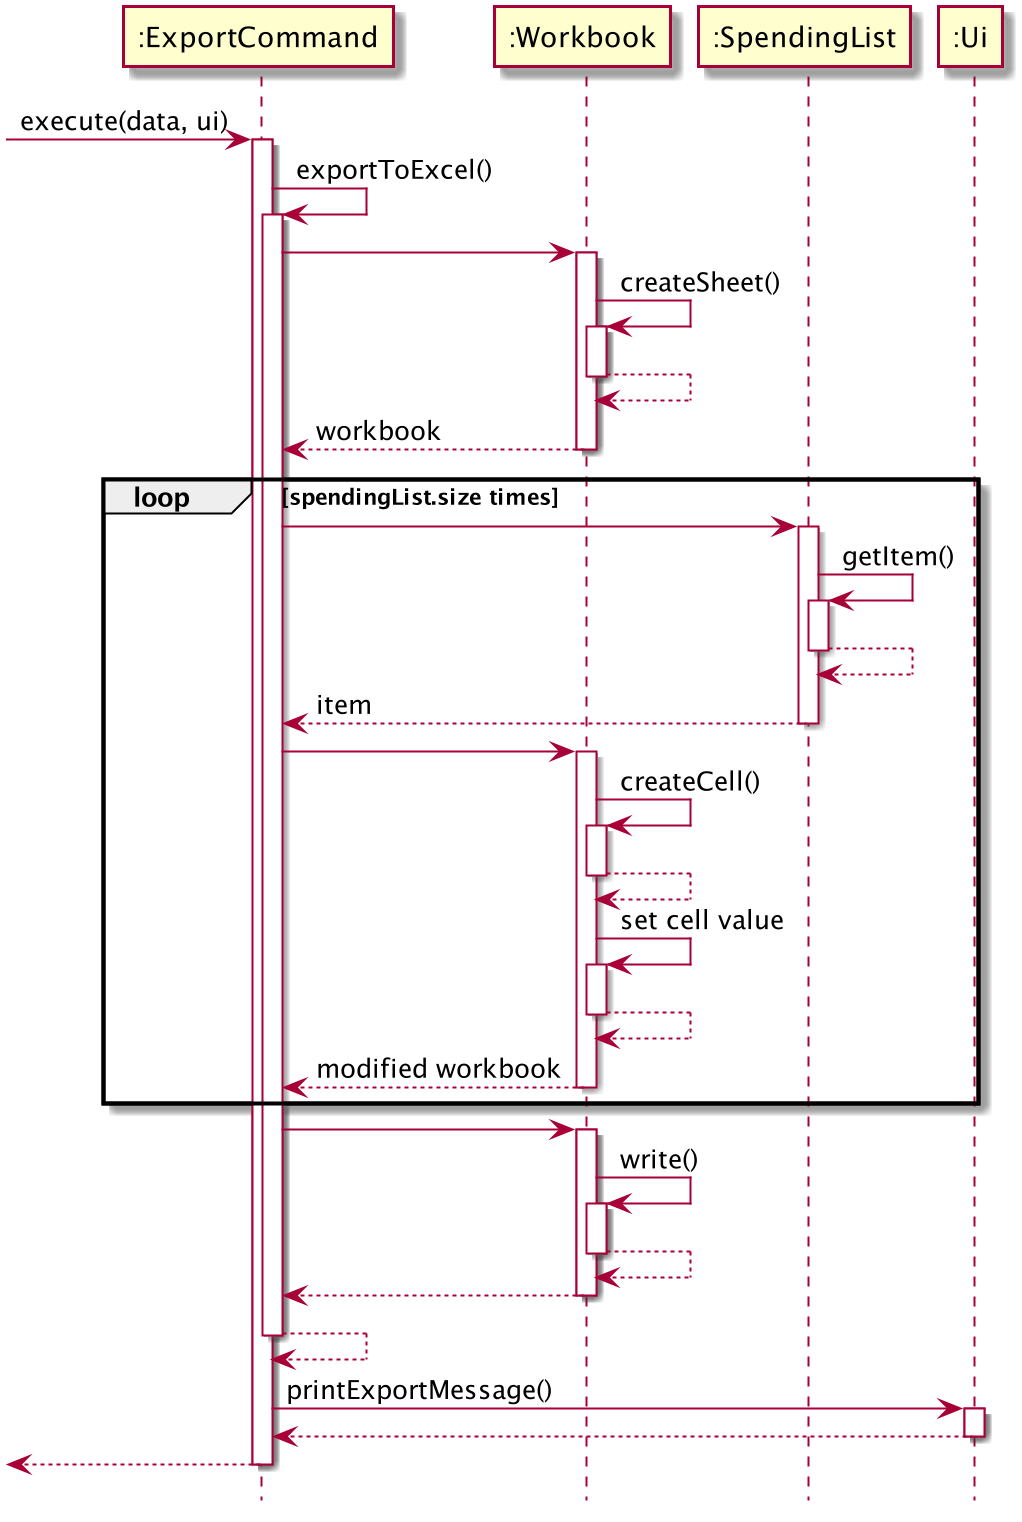 :ExportCommand :Workbook :SpendingList :Ui
execute(data, ui)
exportToExcel()
createSheet()
workbook
loop [spendingList.size times]
getItem()
item
createCell()
set cell value
modified workbook
write()
printExportMessage()